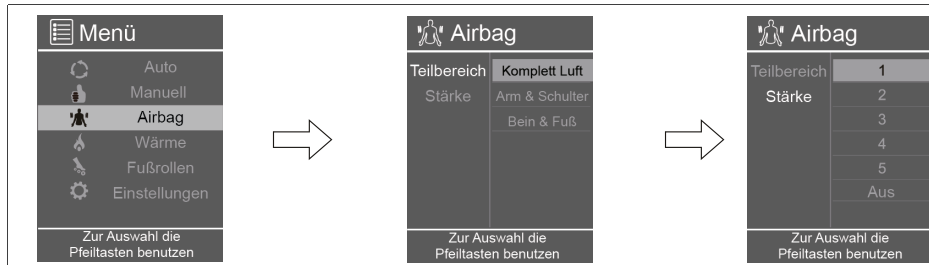 Menü
Auto
Manuell
Airbag
Wärme
Fußrollen
Einstellungen
Zur Auswahl die
Pfeiltasten benutzen
Airbag
Teilbereich
Komplett Luft
Stärke
Arm & Schulter
Bein & Fuß
Zur Auswahl die
Pfeiltasten benutzen
Airbag
Teilbereich
1
Stärke
2
3
4
5
Aus
Zur Auswahl die
Pfeiltasten benutzen